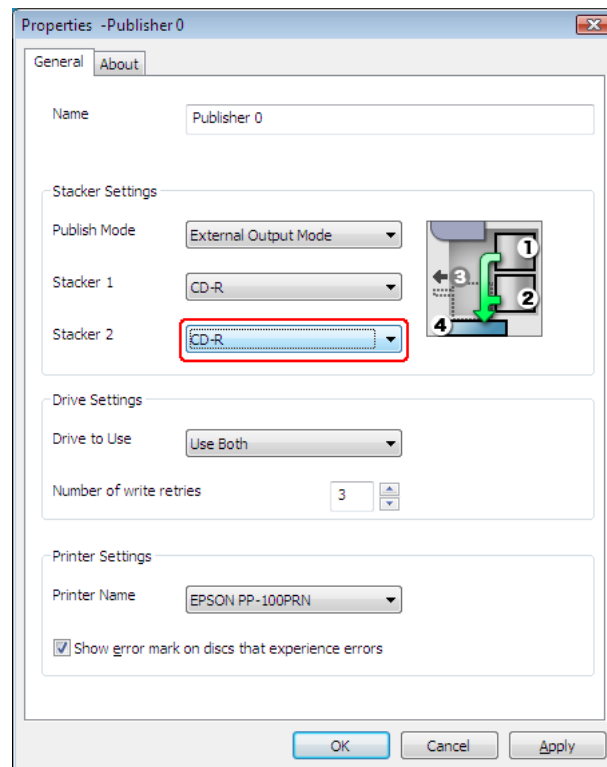 Properties -Publisher 0
General About
Name Publisher 0
Stacker Settings
Publish Mode External Output Mode
Stacker 1 CD-R
Stacker 2 CD-R
1
2
3
4
Drive Settings
Drive to Use Use Both
Number of write retries 3
Printer Settings
Printer Name EPSON PP-100PRN
Show error mark on discs that experience errors
OK Cancel Apply